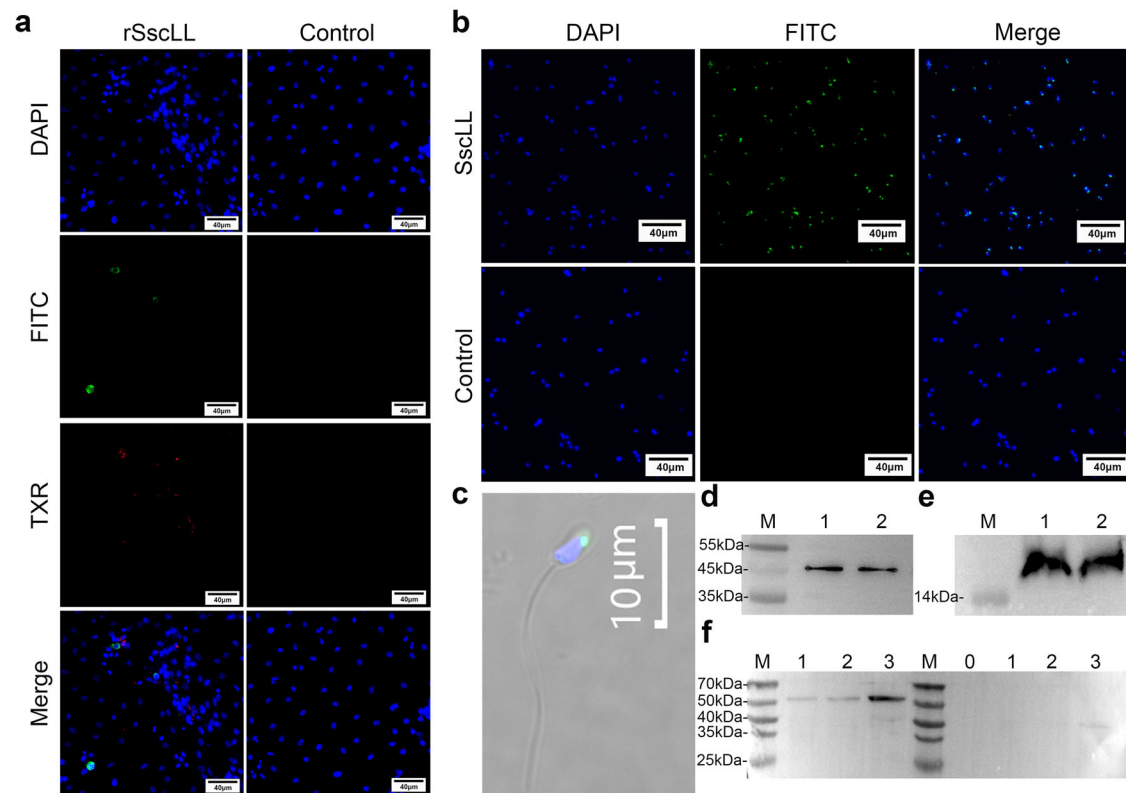 a
rSscLL
Control
DAPI
40µm
40µm
FITC
40µm
40µm
TXR
40µm
40µm
Merge
40µm
40µm
b
DAPI
FITC
Merge
SscLL
40µm
40µm
40µm
Control
40µm
40µm
40µm
c
10 µm
d
M 1 2
55kDa-
45kDa-
35kDa-
e
M 1 2
14kDa-
f
M 1 2 3 M 0 1 2 3
70kDa-
50kDa-
40kDa-
35kDa-
25kDa-